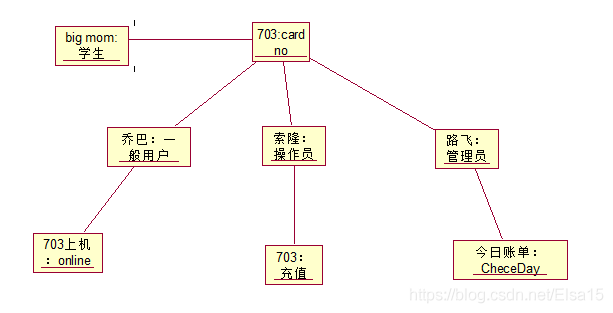 big mom:
学生
703:card
no
乔巴：一
般用户
索隆：
操作员
路飞：
管理员
703上机
：online
703：
充值
今日账单：
CheceDay
https://blog.csdn.net/Elsa15